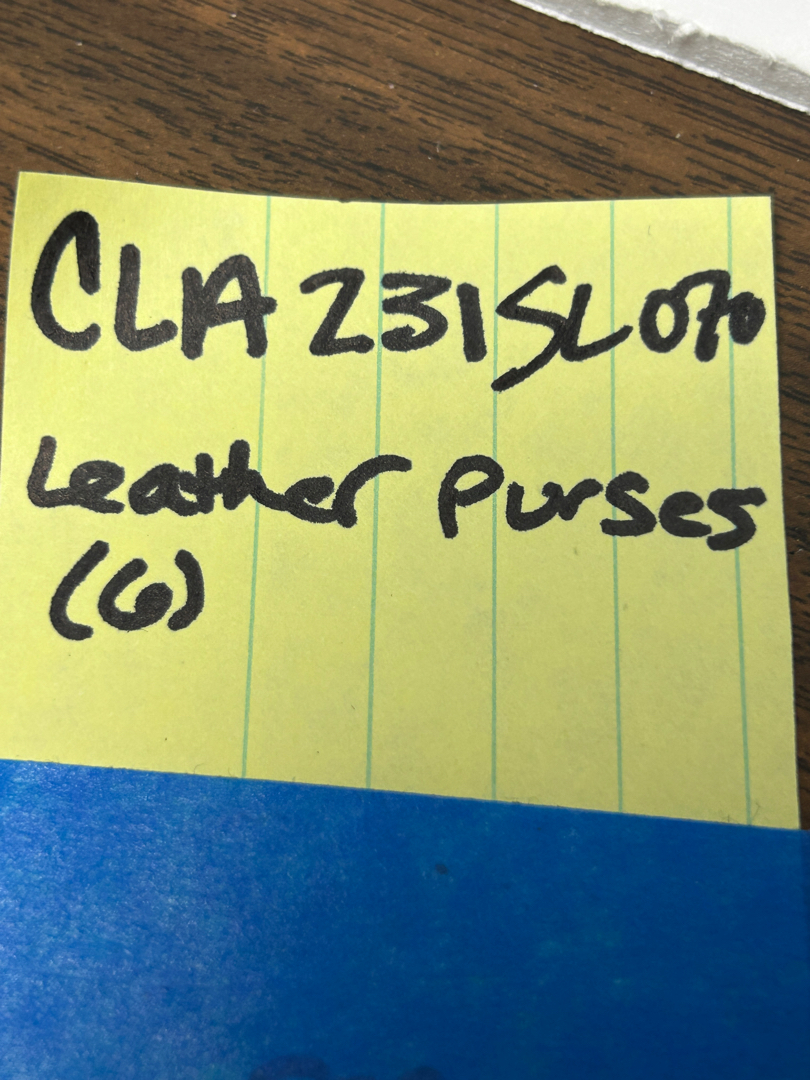 CLA231SL070
Leather Purses
(6)